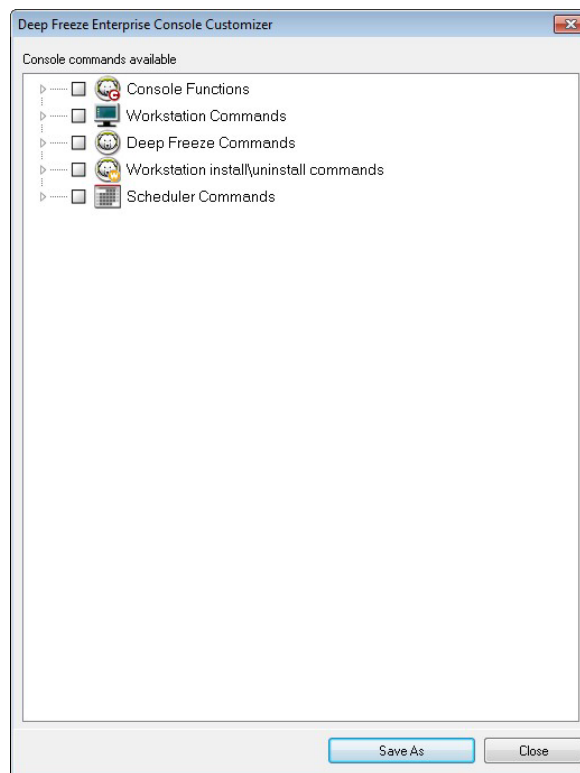 Deep Freeze Enterprise Console Customizer
Console commands available
Console Functions
Workstation Commands
Deep Freeze Commands
Workstation install\uninstall commands
Scheduler Commands
Save As
Close